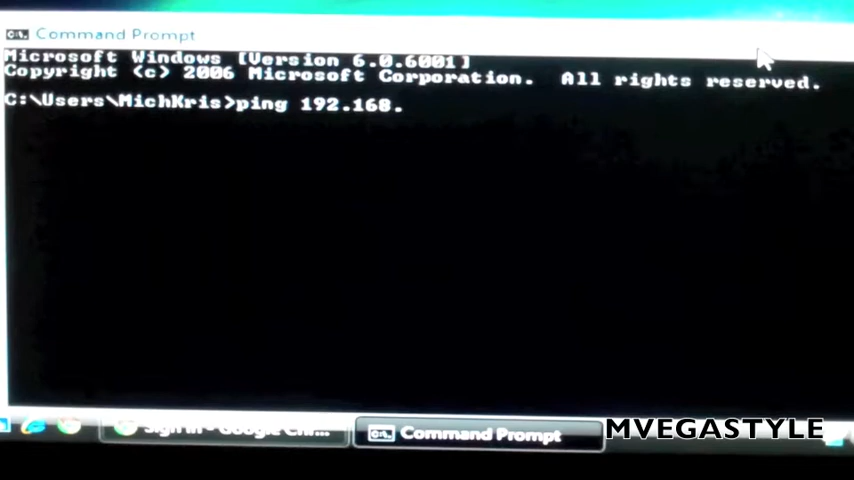 Command Prompt
Microsoft Windows [Version 6.0.6001]
Copyright (c) 2006 Microsoft Corporation.  All rights reserved.
C:\Users\MichKris>ping 192.168.
Sign in - Google Chr...
Command Prompt
MVEGASTYLE